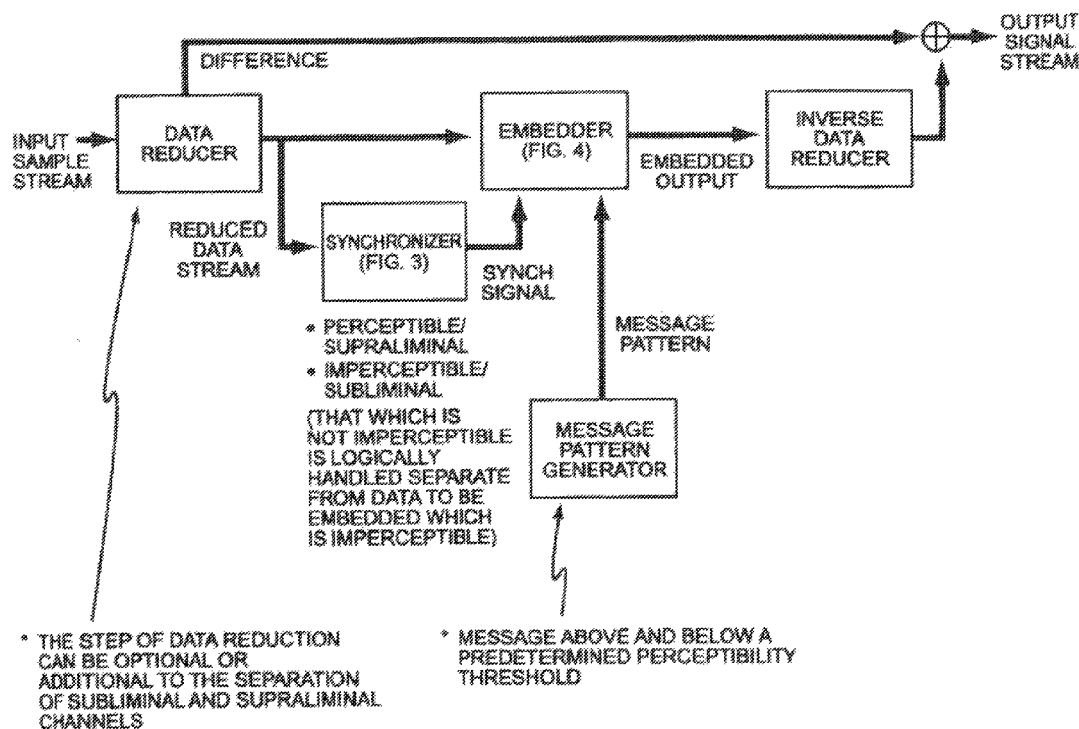 OUTPUT
SIGNAL
STREAM
DIFFERENCE
INPUT
SAMPLE
STREAM
DATA
REDUCER
EMBEDDER
(FIG. 4)
EMBEDDED
OUTPUT
INVERSE
DATA
REDUCER
REDUCED
DATA
STREAM
SYNCHRONIZER
(FIG. 3)
SYNCH
SIGNAL
• PERCEPTIBLE/
SUPRALIMINAL
• IMPERCEPTIBLE/
SUBLIMINAL
(THAT WHICH IS
NOT IMPERCEPTIBLE
IS LOGICALLY
HANDLED SEPARATE
FROM DATA TO BE
EMBEDDED WHICH
IS IMPERCEPTIBLE)
MESSAGE
PATTERN
MESSAGE
PATTERN
GENERATOR
* THE STEP OF DATA REDUCTION
CAN BE OPTIONAL OR
ADDITIONAL TO THE SEPARATION
OF SUBLIMINAL AND SUPRALIMINAL
CHANNELS
* MESSAGE ABOVE AND BELOW A
PREDETERMINED PERCEPTIBILITY
THRESHOLD